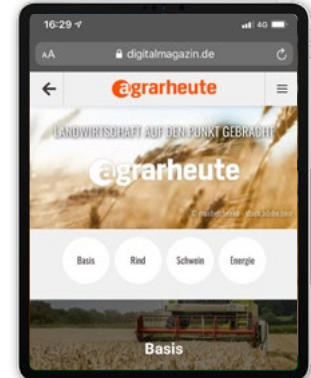 16:29
4G
AA
digitalmagazin.de
agrarheute
LANDWIRTSCHAFT AUF DEN PUNKT GEBRACHT
agrarheute
Basis
Rind
Schwein
Energie
Basis